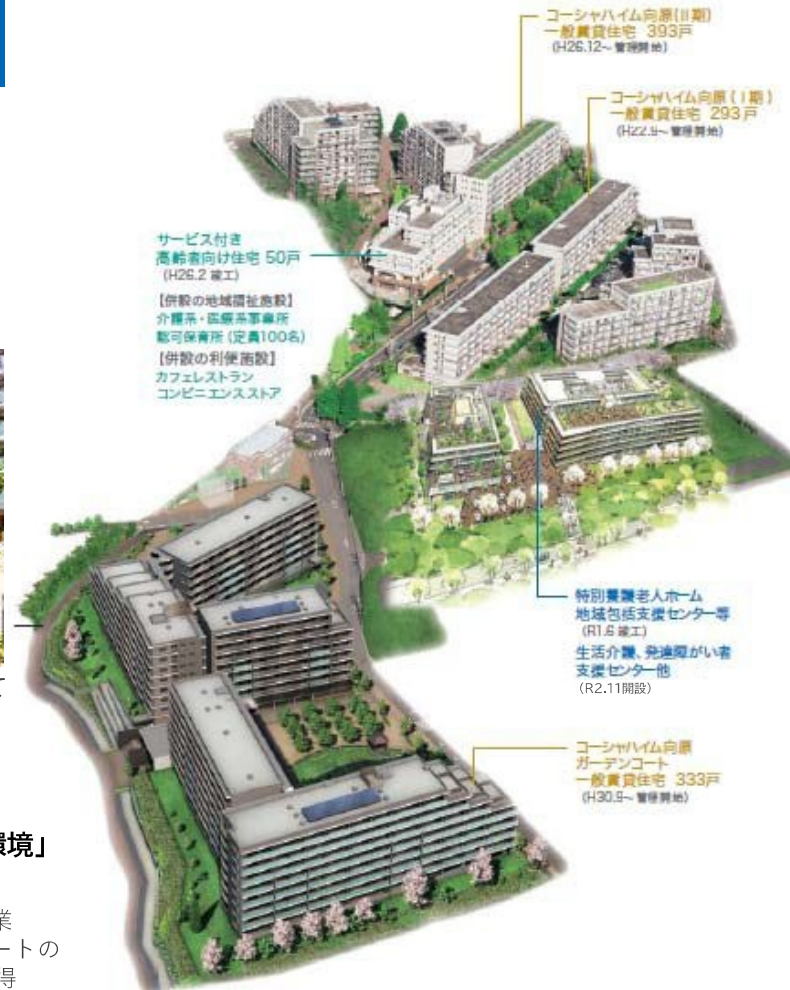 コーシャハイム向原(II期)
一般賃貸住宅 393戸
(H26.12~ 管理開始)
コーシャハイム向原(I期)
一般賃貸住宅 293戸
(H22.9~ 管理開始)
サービス付き
高齢者向け住宅 50戸
(H26.2 竣工)
【併設の地域福祉施設】
介護系・医療系事業所
認可保育所(定員100名)
【併設の利便施設】
カフェレストラン
コンビニエンスストア
特別養護老人ホーム
地域包括支援センター等
(R1.6 竣工)
生活介護、発達障がい者
支援センター他
(R2.11開設)
コーシャハイム向原
ガーデンコート
一般賃貸住宅 333戸
(H30.9~ 管理開始)
て
環境」
業
ートの
得